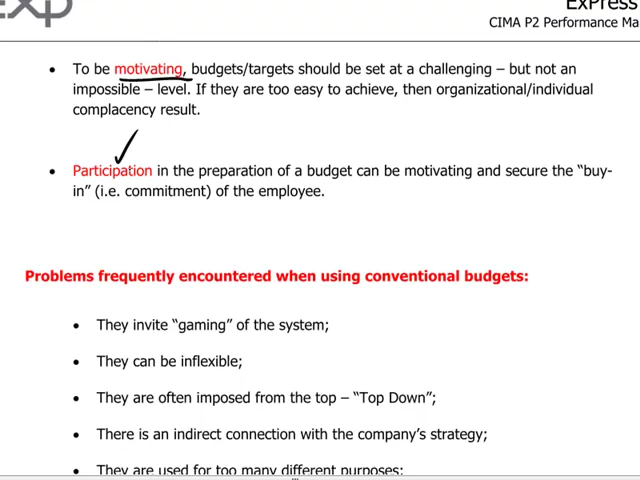 exp
ExPress
CIMA P2 Performance Ma
• To be motivating, budgets/targets should be set at a challenging – but not an
impossible – level. If they are too easy to achieve, then organizational/individual
complacency result.
• Participation in the preparation of a budget can be motivating and secure the “buy-
in” (i.e. commitment) of the employee.
Problems frequently encountered when using conventional budgets:
• They invite “gaming” of the system;
• They can be inflexible;
• They are often imposed from the top – “Top Down”;
• There is an indirect connection with the company’s strategy;
• They are used for too many different purposes;